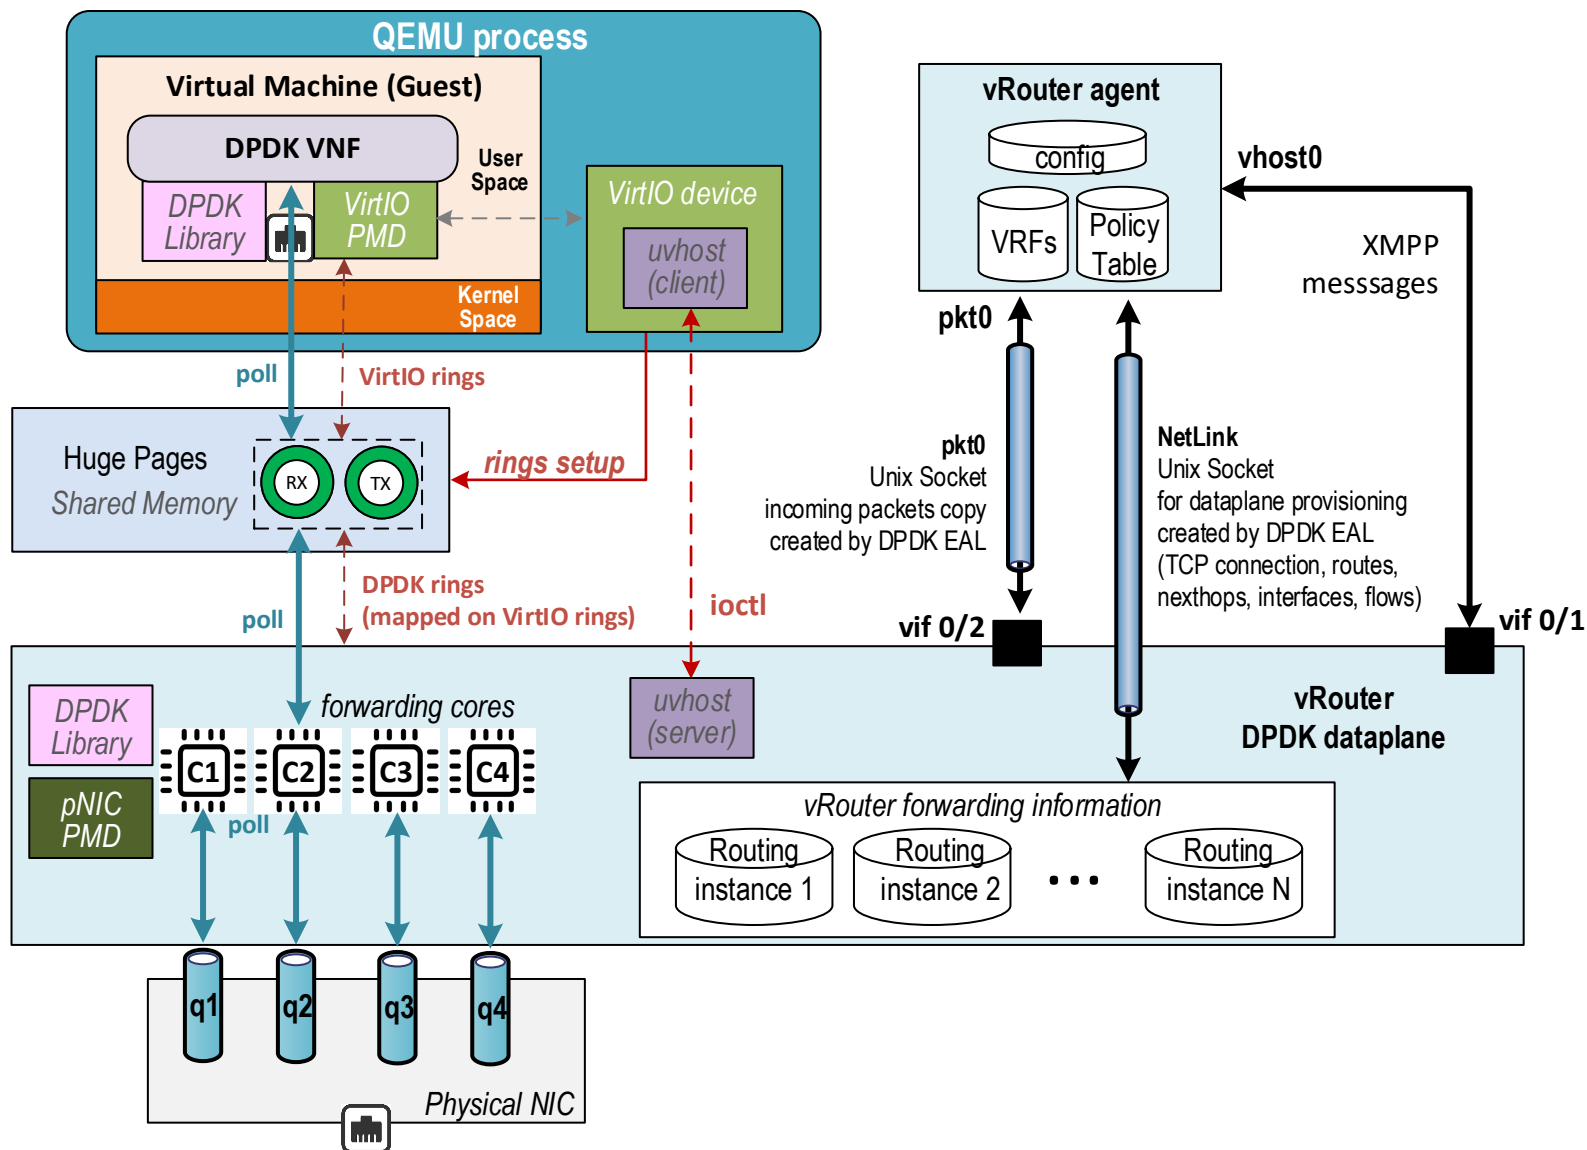 QEMU process
Virtual Machine (Guest)
DPDK VNF
DPDK
Library
VirtIO
PMD
User
Space
Kernel
Space
VirtIO device
uvhost
(client)
vRouter agent
config
VRFs
Policy
Table
vhost0
XMPP
messsages
pkt0
poll
VirtIO rings
Huge Pages
Shared Memory
RX
TX
rings setup
pkt0
Unix Socket
incoming packets copy
created by DPDK EAL
NetLink
Unix Socket
for dataplane provisioning
created by DPDK EAL
(TCP connection, routes,
nexthops, interfaces, flows)
poll
DPDK rings
(mapped on VirtIO rings)
ioctl
vif 0/2
vif 0/1
DPDK
Library
pNIC
PMD
forwarding cores
C1
C2
C3
C4
poll
uvhost
(server)
vRouter
DPDK dataplane
vRouter forwarding information
Routing
instance 1
Routing
instance 2
...
Routing
instance N
q1
q2
q3
q4
Physical NIC